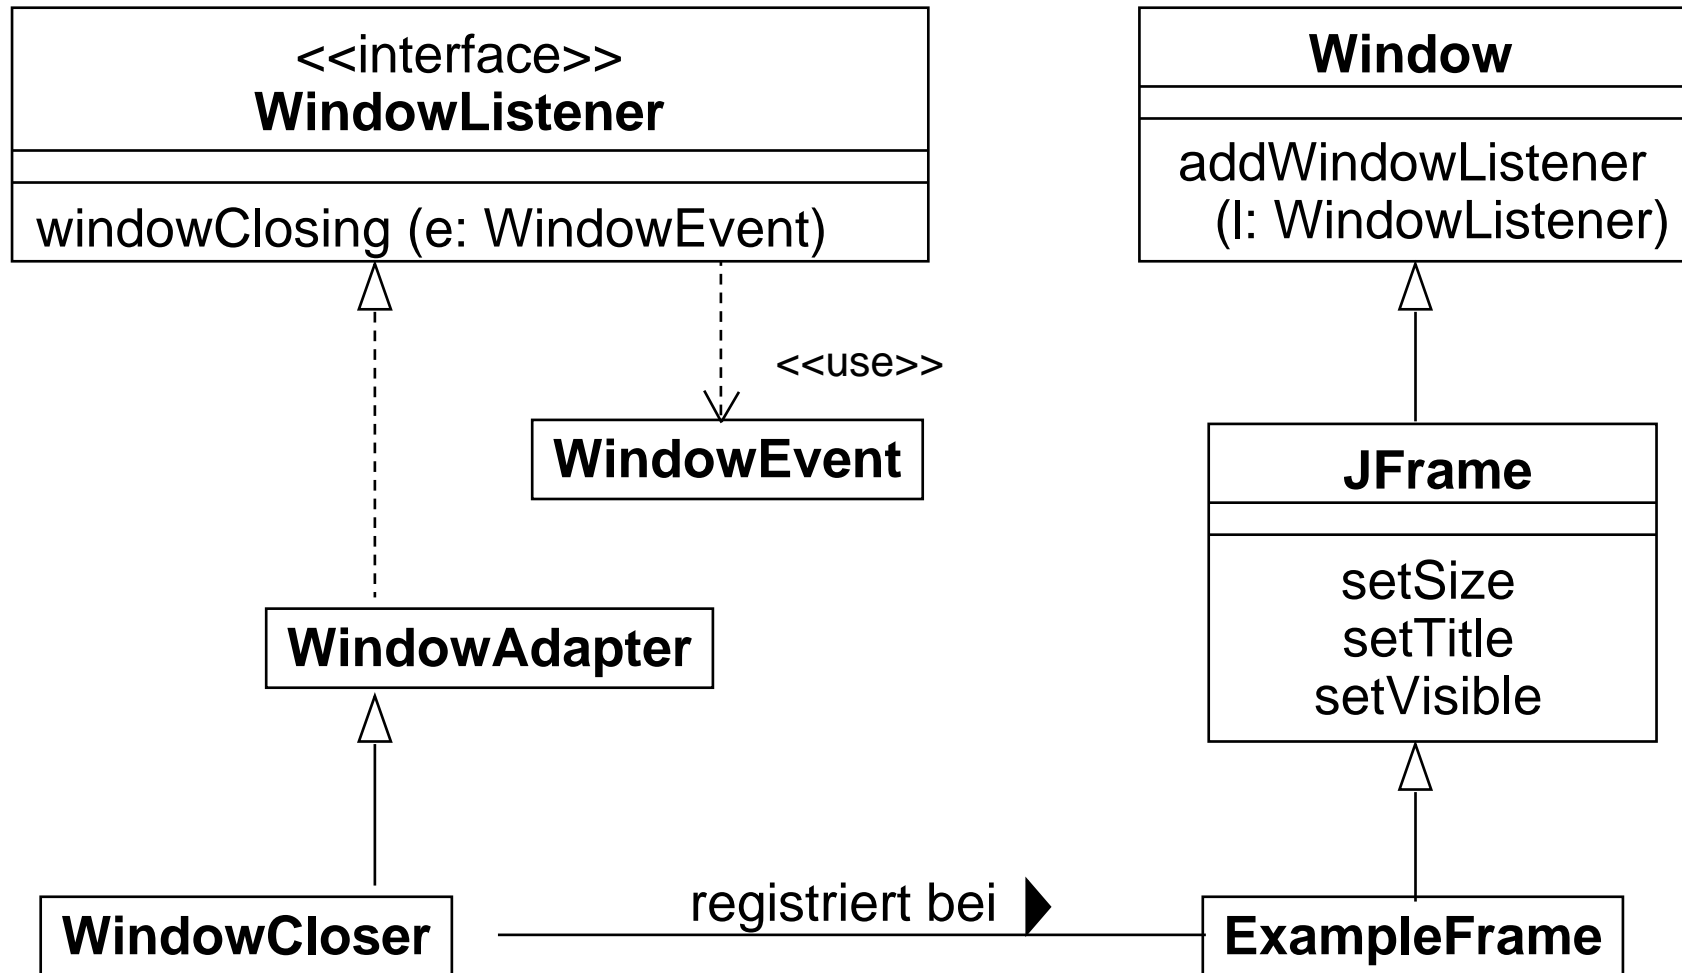 <<interface>>
WindowListener
windowClosing (e: WindowEvent)
Window
addWindowListener
(l: WindowListener)
<<use>>
WindowEvent
JFrame
setSize
setTitle
setVisible
WindowAdapter
registriert bei
WindowCloser
ExampleFrame